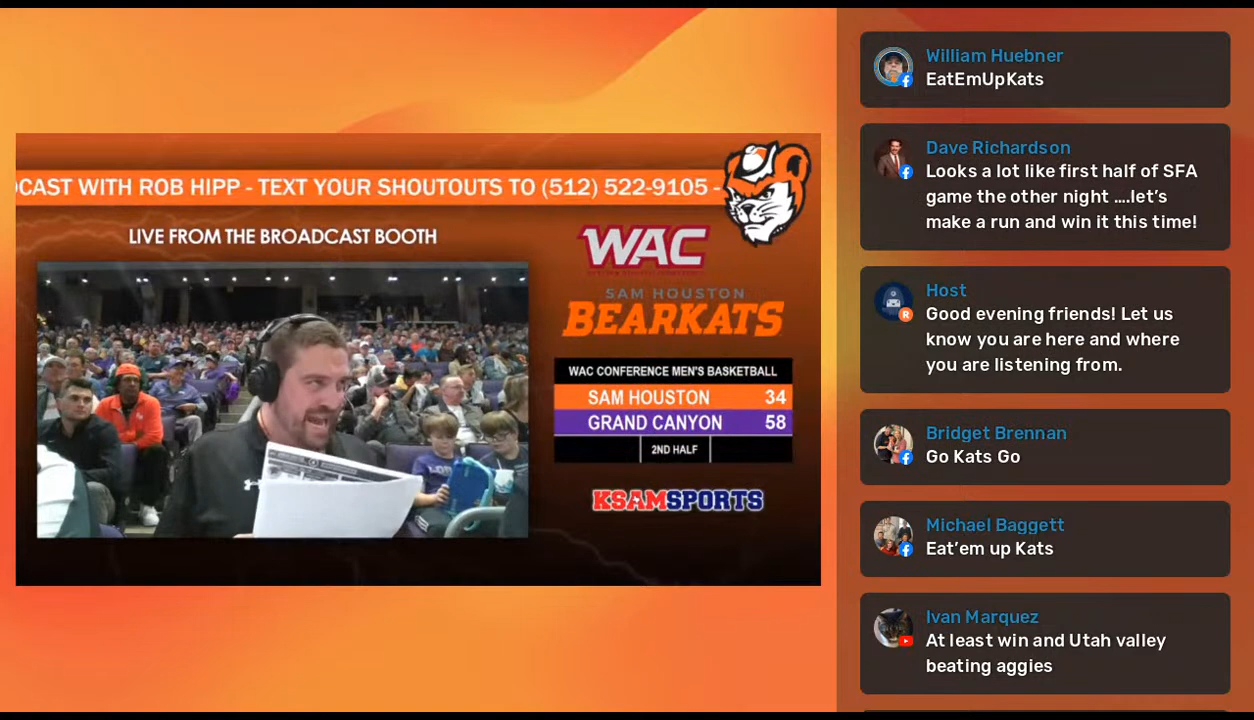 OCAST WITH ROB HIPP - TEXT YOUR SHOUTOUTS TO (512) 522-9105 -
LIVE FROM THE BROADCAST BOOTH
WAC
SAM HOUSTON
BEARKATS
WAC CONFERENCE MEN'S BASKETBALL
SAM HOUSTON 34
GRAND CANYON 58
2ND HALF
KSAMSPORTS
William Huebner
EatEmUpKats
Dave Richardson
Looks a lot like first half of SFA
game the other night ....let's
make a run and win it this time!
Host
Good evening friends! Let us
know you are here and where
you are listening from.
Bridget Brennan
Go Kats Go
Michael Baggett
Eat'em up Kats
Ivan Marquez
At least win and Utah valley
beating aggies